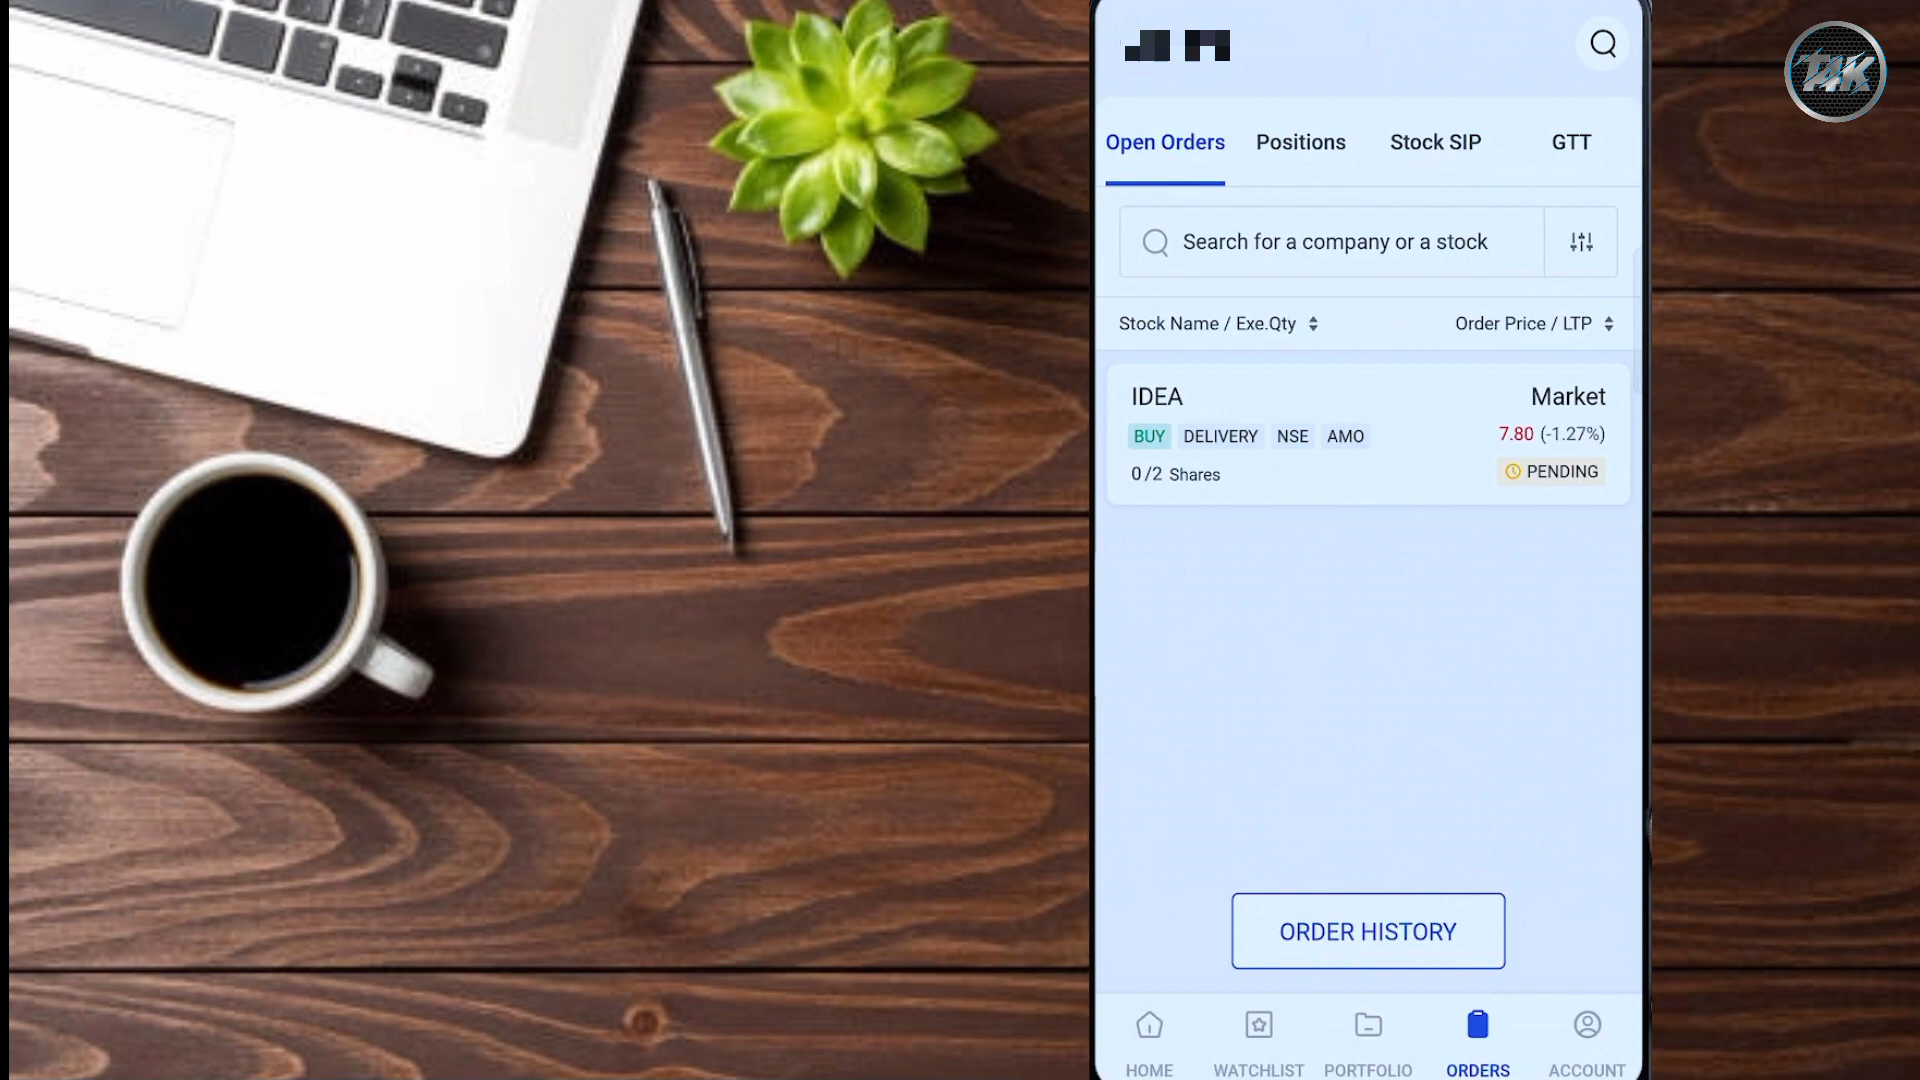 TAK
Open Orders Positions Stock SIP GTT
Search for a company or a stock
Stock Name / Exe.Qty Order Price / LTP
IDEA Market
BUY DELIVERY NSE AMO 7.80 (-1.27%)
0/2 Shares PENDING
ORDER HISTORY
HOME WATCHLIST PORTFOLIO ORDERS ACCOUNT